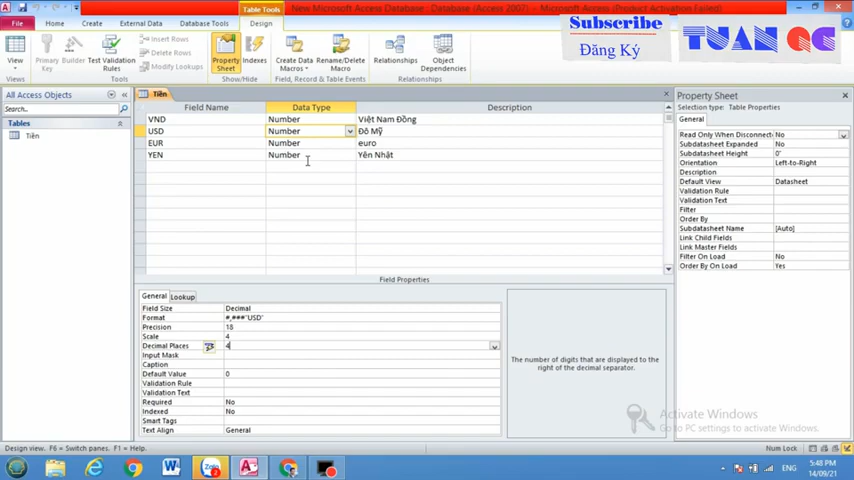 Table Tools
New Microsoft Access Database : Database (Access 2007) - Microsoft Access (Product Activation Failed)
File
Home
Create
External Data
Database Tools
Design
Subscribe
Đăng Ký
TUAN QG
View
Primary Key
Builder
Test Validation Rules
Insert Rows
Delete Rows
Modify Lookups
Property Sheet
Indexes
Create Data Macros
Rename/Delete Macro
Relationships
Object Dependencies
Views
Tools
Show/Hide
Field, Record & Table Events
Relationships
All Access Objects
Search...
Tables
Tiền
Tiền
Field Name Data Type Description
VND Number Việt Nam Đồng
USD Number Đô Mỹ
EUR Number euro
YEN Number Yên Nhật
Field Properties
General Lookup
Field Size Decimal
Format #,###"USD"
Precision 18
Scale 4
Decimal Places 4
Input Mask
Caption
Default Value 0
Validation Rule
Validation Text
Required No
Indexed No
Smart Tags
Text Align General
The number of digits that are displayed to the right of the decimal separator.
Property Sheet
Selection type: Table Properties
General
Read Only When Disconnect No
Subdatasheet Expanded No
Subdatasheet Height 0"
Orientation Left-to-Right
Description
Default View Datasheet
Validation Rule
Validation Text
Filter
Order By
Subdatasheet Name [Auto]
Link Child Fields
Link Master Fields
Filter On Load No
Order By On Load Yes
Activate Windows
Go to PC settings to activate Windows.
Design view. F6 = Switch panes. F1 = Help.
Num Lock
Zalo
ENG
5:48 PM
14/09/21